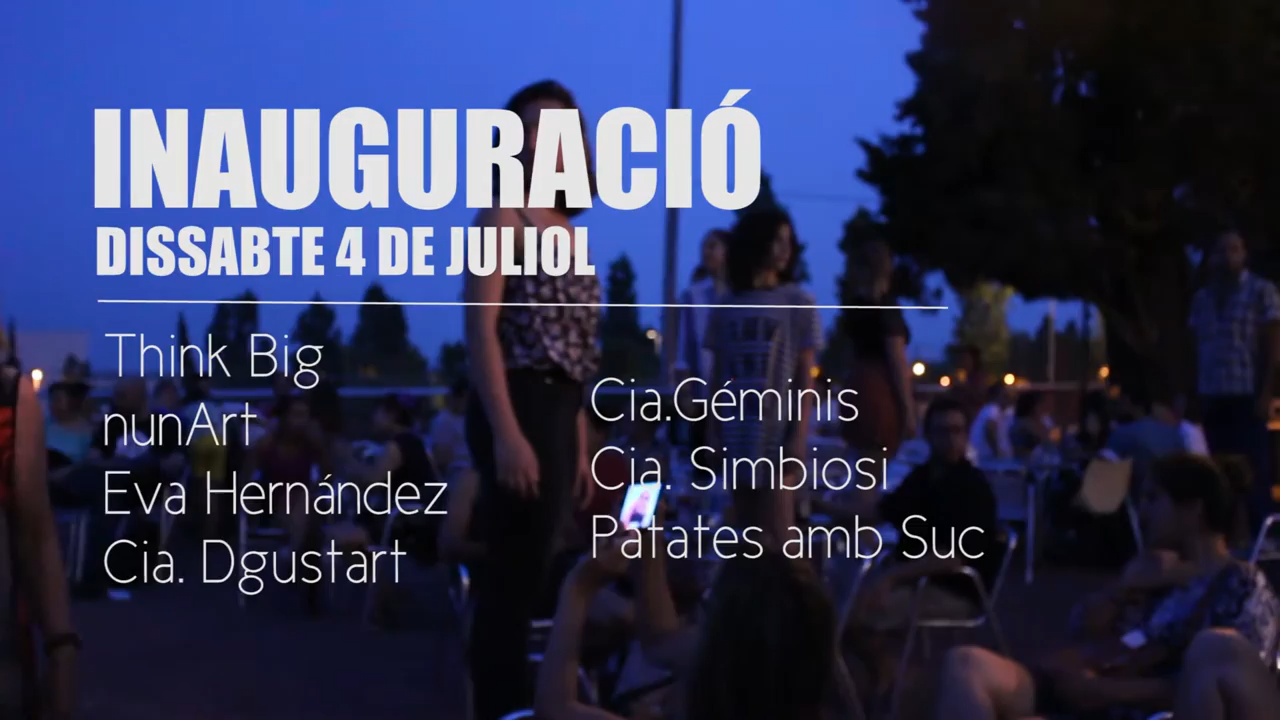 INAUGURACIÓ
DISSABTE 4 DE JULIOL
Think Big
nunArt
Eva Hernández
Cia. Dgustart
Cia.Géminis
Cia. Simbiosi
Patates amb Suc